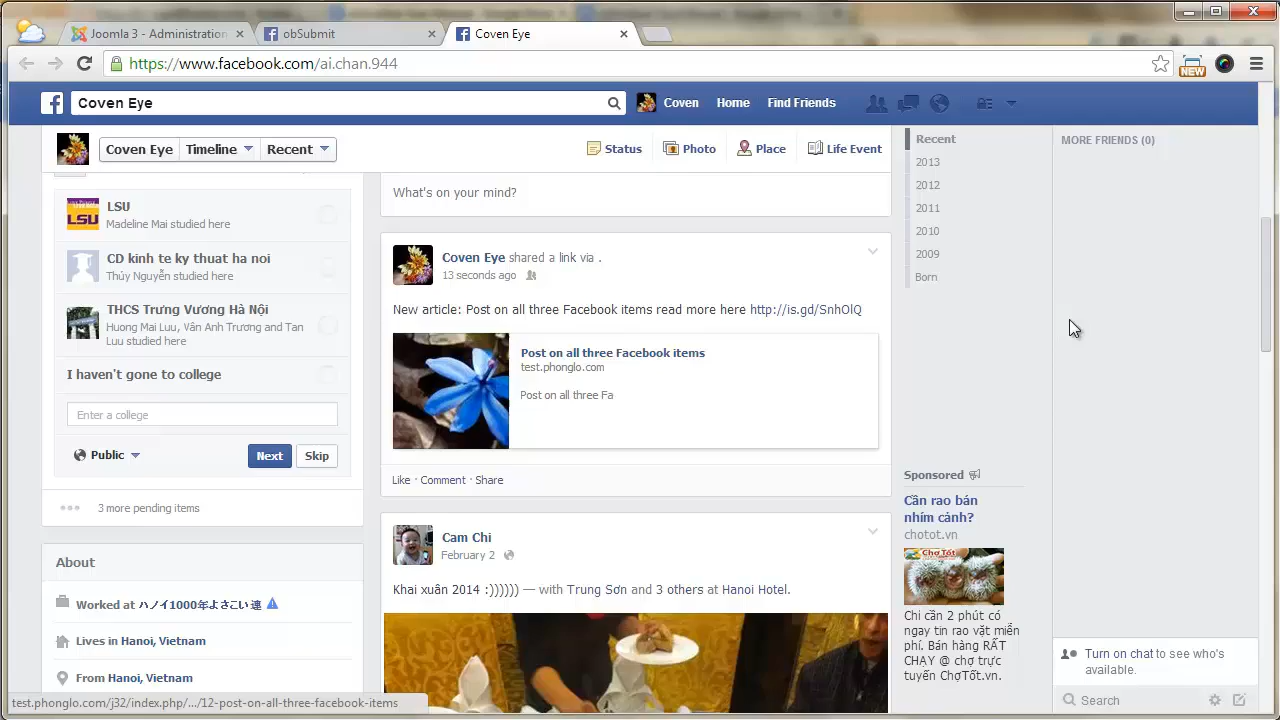 Joomla 3 - Administration
obSubmit
Coven Eye
https://www.facebook.com/ai.chan.944
NEW
Coven Eye
Coven
Home
Find Friends
Coven Eye
Timeline
Recent
Status
Photo
Place
Life Event
Recent
2013
2012
2011
2010
2009
Born
MORE FRIENDS (0)
LSU
LSU
Madeline Mai studied here
CD kinh te ky thuat ha noi
Thúy Nguyễn studied here
THCS Trưng Vương Hà Nội
Huong Mai Luu, Vân Anh Trương and Tan
Luu studied here
I haven't gone to college
Enter a college
Public
Next
Skip
3 more pending items
About
Worked at ハノイ1000年よさこい連
Lives in Hanoi, Vietnam
From Hanoi, Vietnam
What's on your mind?
Coven Eye shared a link via .
13 seconds ago
New article: Post on all three Facebook items read more here http://is.gd/SnhOlQ
Post on all three Facebook items
test.phonglo.com
Post on all three Fa
Like · Comment · Share
Cam Chi
February 2
Khai xuân 2014 :)))))) — with Trung Sơn and 3 others at Hanoi Hotel.
Sponsored
Cần rao bán
nhím cảnh?
chotot.vn
Chợ Tốt
Chỉ cần 2 phút có
ngay tin rao vặt miễn
phí. Bán hàng RẤT
CHẠY @ chợ trực
tuyến ChợTốt.vn.
Turn on chat to see who's
available.
Search
test.phonglo.com/j32/index.php/.../12-post-on-all-three-facebook-items